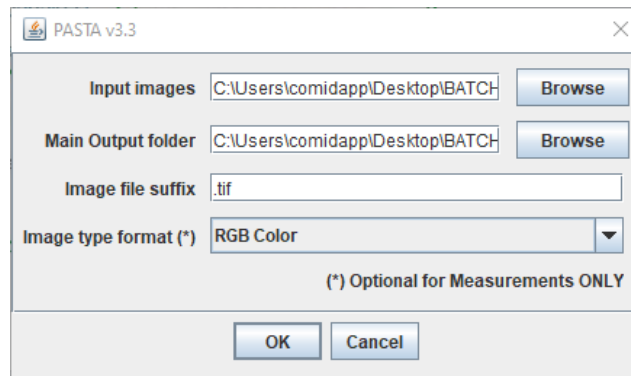 PASTA v3.3
Input images C:\Users\comidapp\Desktop\BATCH Browse
Main Output folder C:\Users\comidapp\Desktop\BATCH Browse
Image file suffix .tif
Image type format (*) RGB Color
(*) Optional for Measurements ONLY
OK Cancel